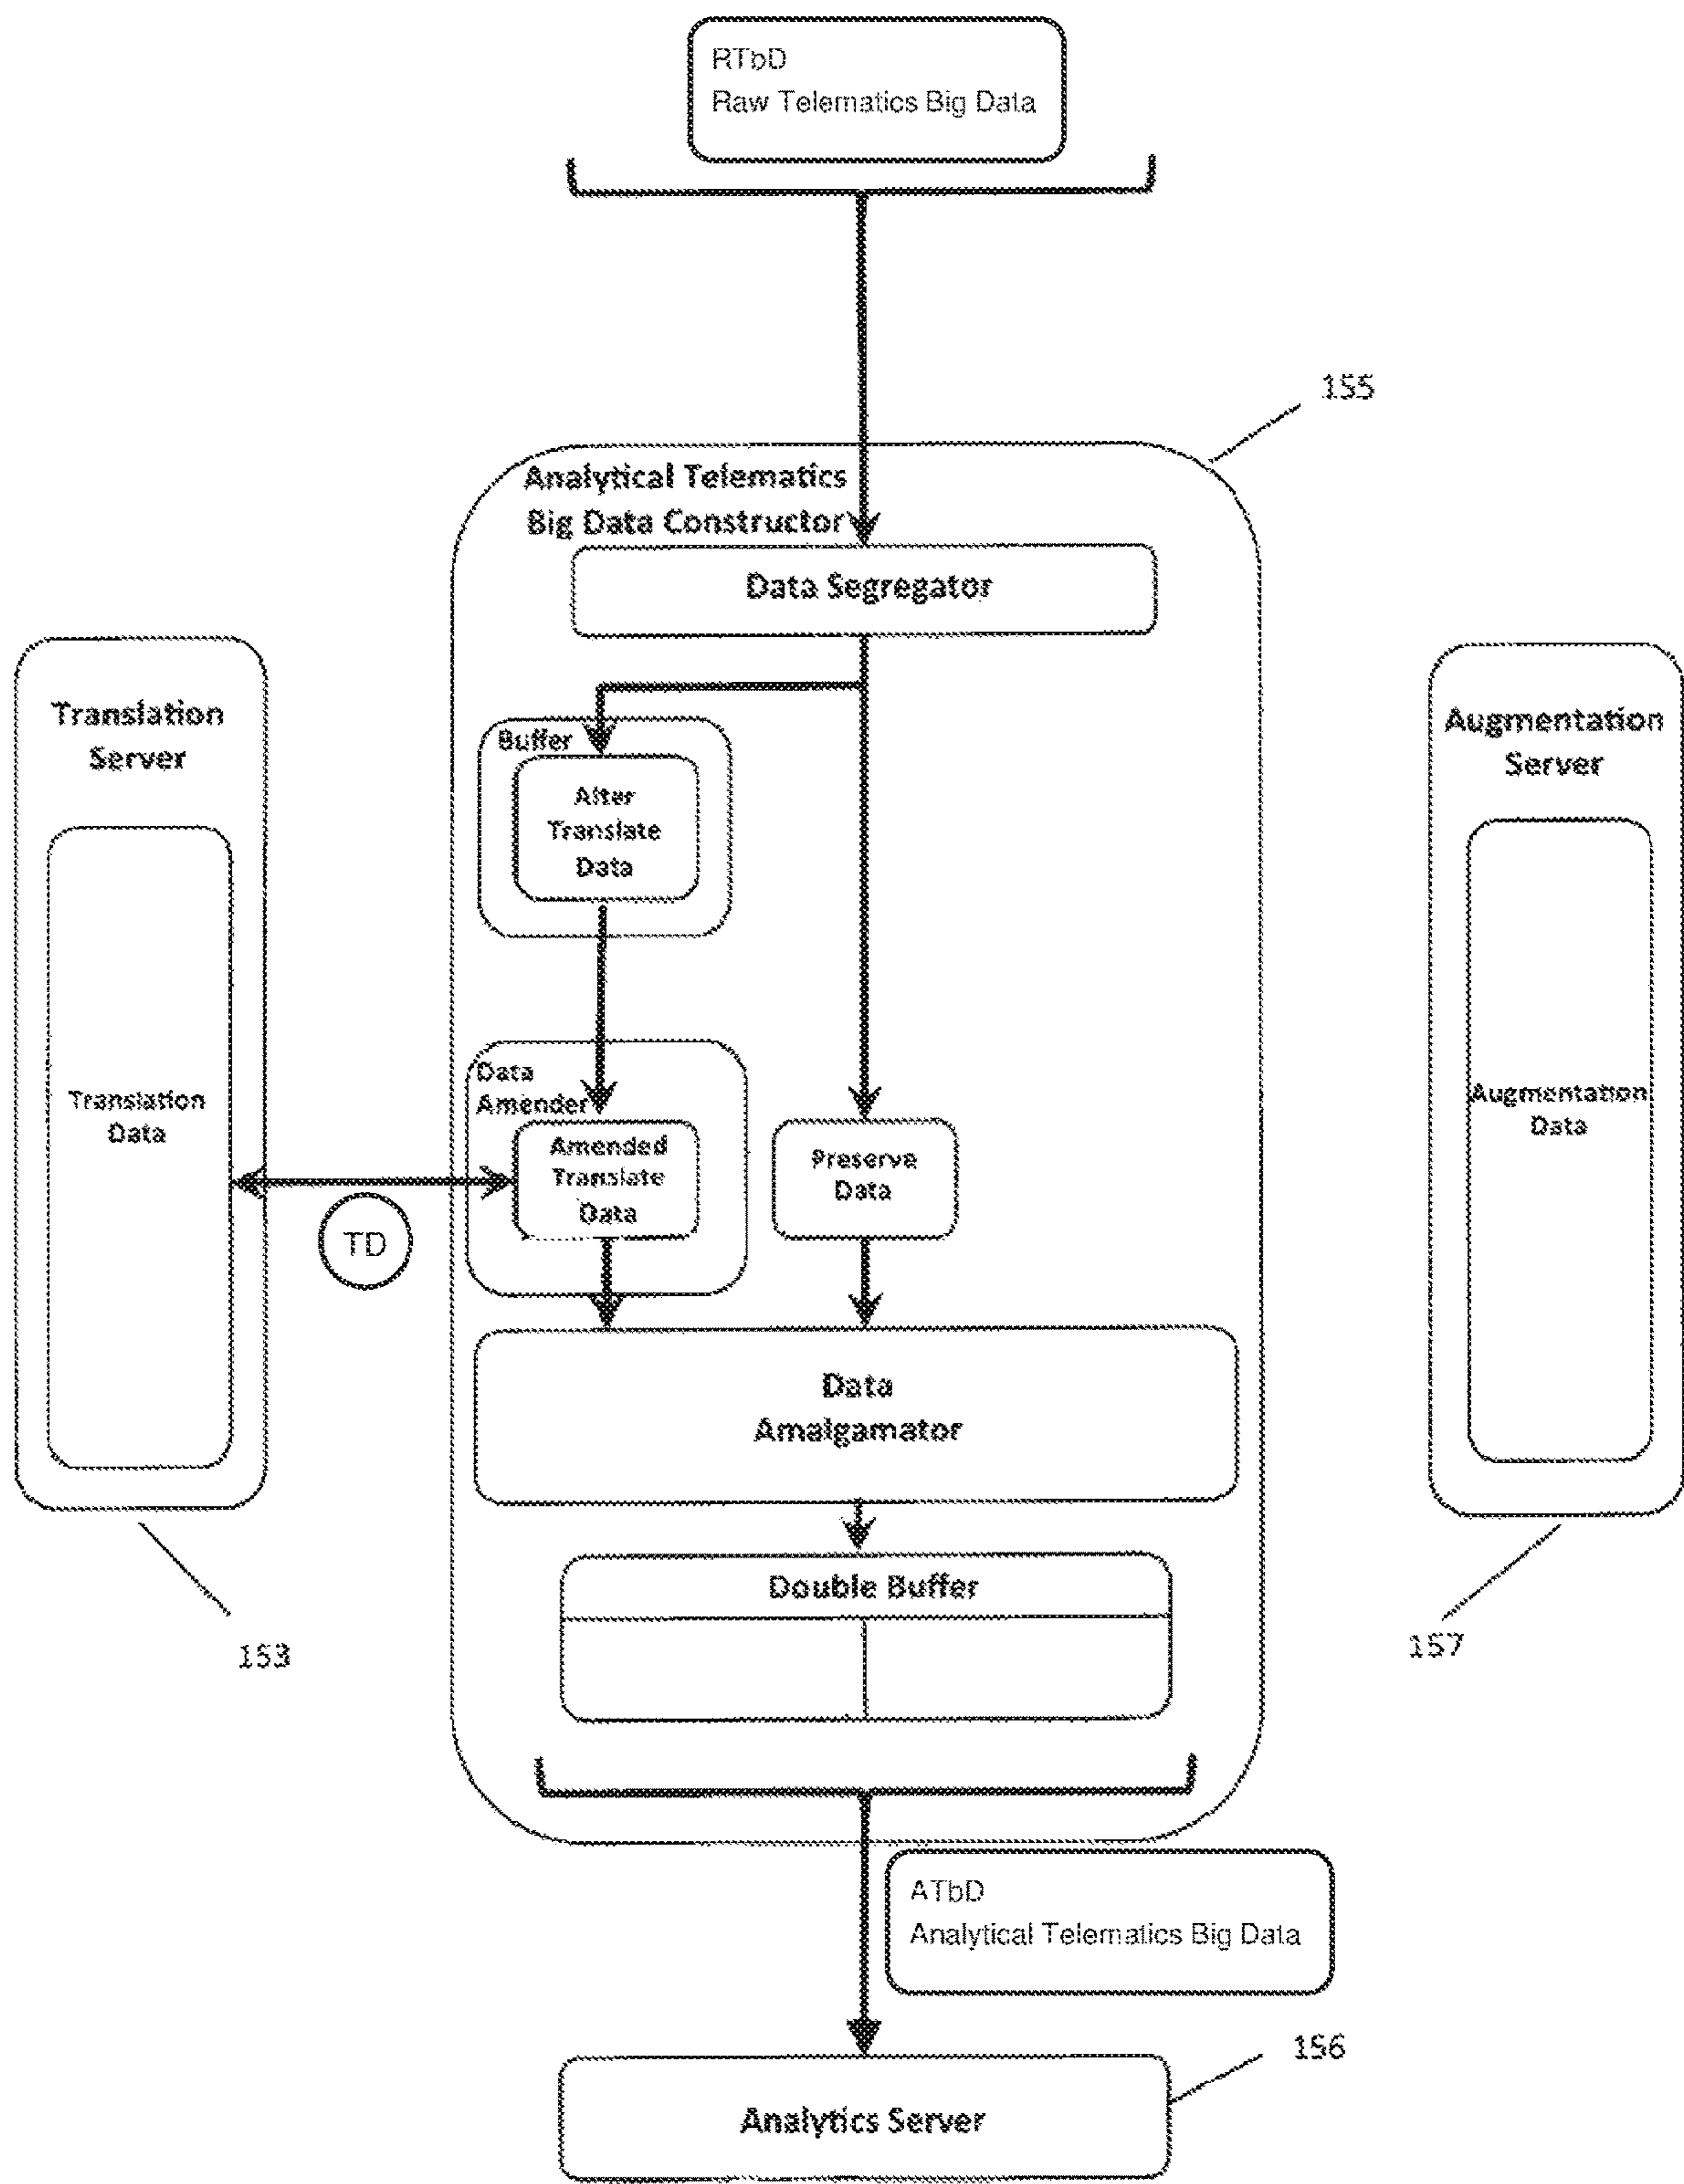 RTbD
Raw Telematics Big Data
155
Analytical Telematics
Big Data Constructor
Data Segregator
Translation
Server
Augmentation
Server
Buffer
Alter
Translate
Data
Data
Amender
Translation
Data
Amended
Translate
Data
Preserve
Data
Augmentation
Data
TD
Data
Amalgamator
Double Buffer
153
157
ATbD
Analytical Telematics Big Data
156
Analytics Server